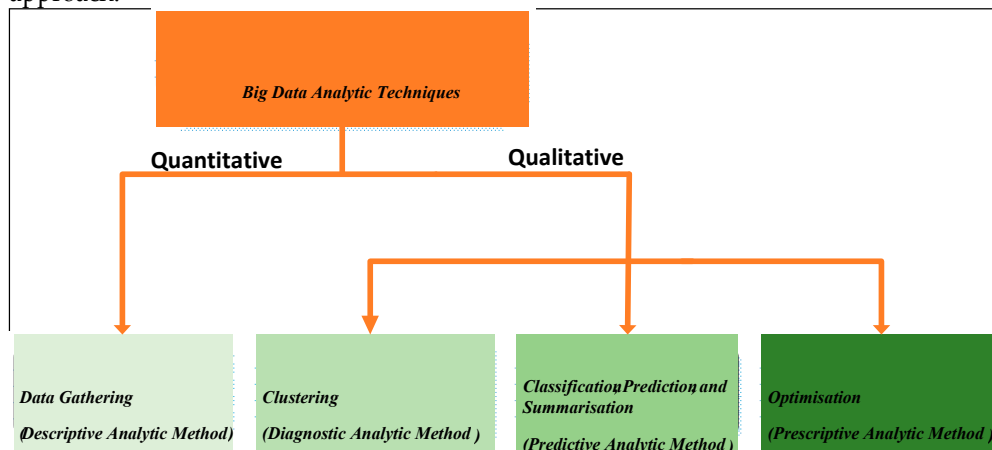 approach.
Big Data Analytic Techniques
Quantitative
Qualitative
Data Gathering
(Descriptive Analytic Method)
Clustering
(Diagnostic Analytic Method )
Classification, Prediction, and
Summarisation
(Predictive Analytic Method )
Optimisation
(Prescriptive Analytic Method )